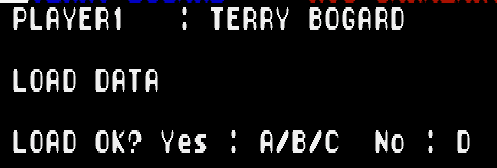 PLAYER1 : TERRY BOGARD
LOAD DATA
LOAD OK? Yes : A/B/C No : D